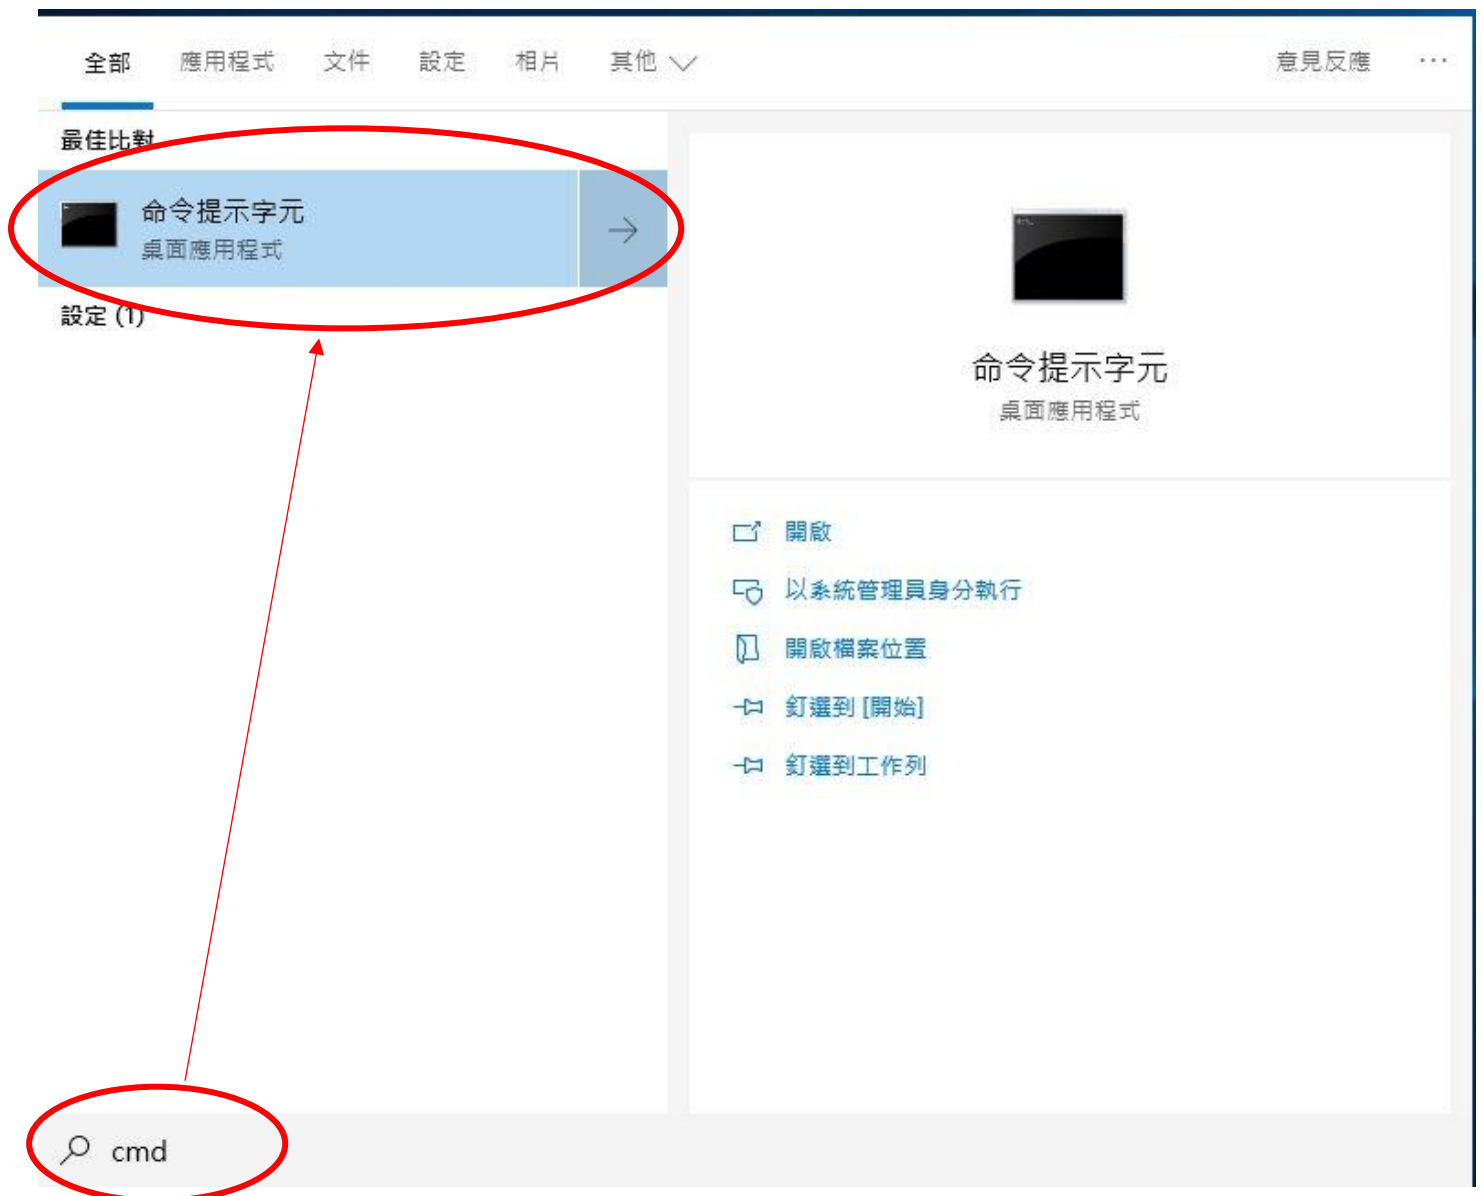 全部 應用程式 文件 設定 相片 其他 意見反應 ···
最佳比對
命令提示字元
桌面應用程式
設定 (1)
命令提示字元
桌面應用程式
開啟
以系統管理員身分執行
開啟檔案位置
釘選到 [開始]
釘選到工作列
cmd